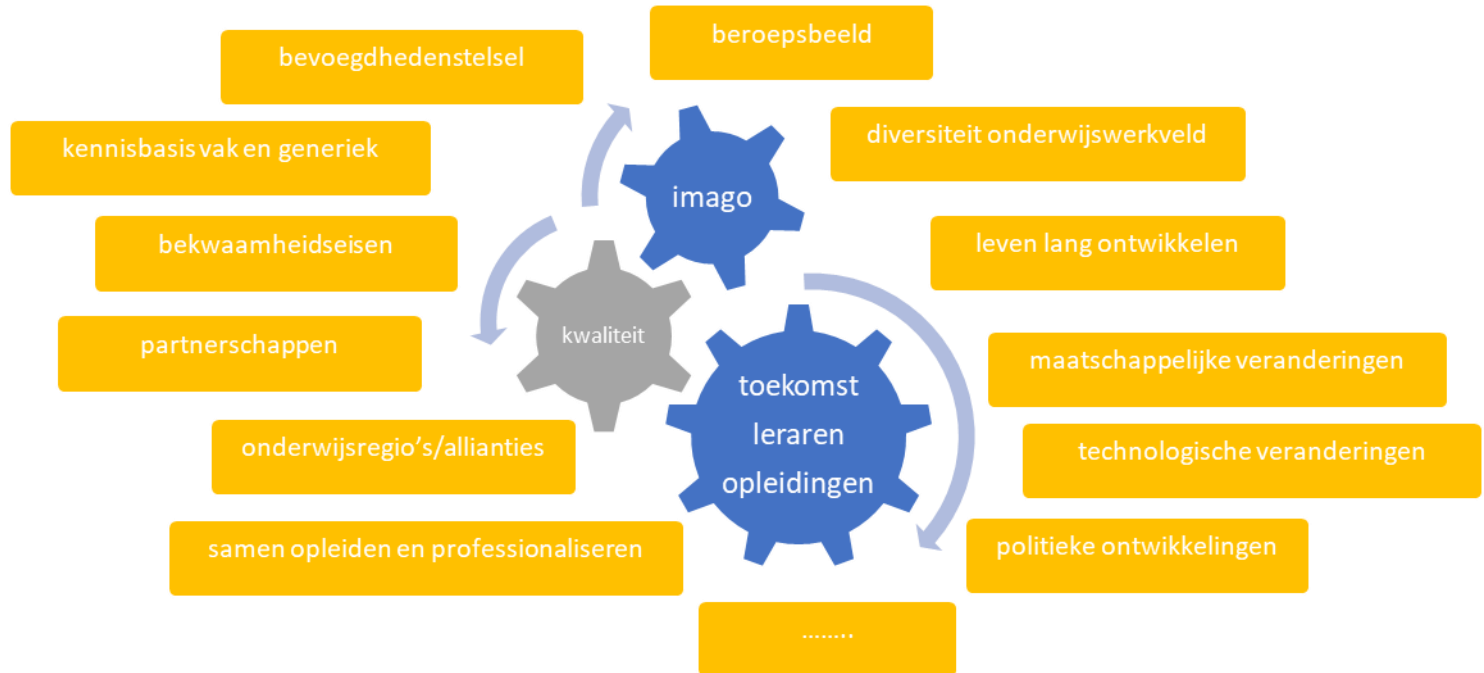 beroepsbeeld
bevoegdhedenstelsel
diversiteit onderwijswerkveld
kennisbasis vak en generiek
imago
bekwaamheidseisen
leven lang ontwikkelen
partnerschappen
kwaliteit
maatschappelijke veranderingen
toekomst
leraren
opleidingen
onderwijsregio’s/allianties
technologische veranderingen
samen opleiden en professionaliseren
politieke ontwikkelingen
……..